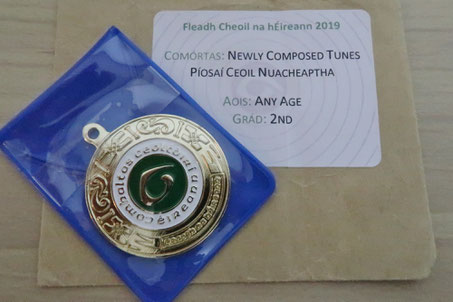 Fleadh Cheoil na hÉireann 2019
Comórtas: Newly Composed Tunes
Píosaí Ceoil Nuacheaptha
Aois: Any Age
Grád: 2nd
Comhaltas Ceoltóirí Éireann